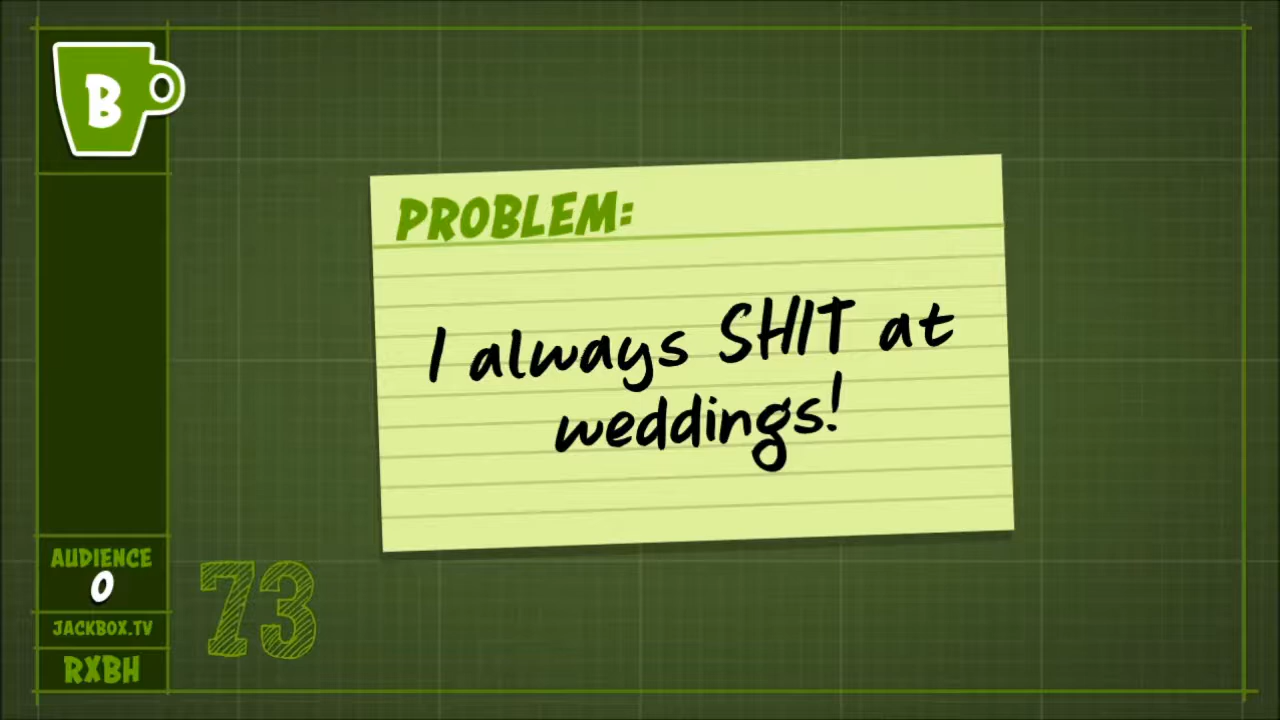 B
PROBLEM:
I always SHIT at
weddings!
AUDIENCE
0
JACKBOX.TV
RXBH
73